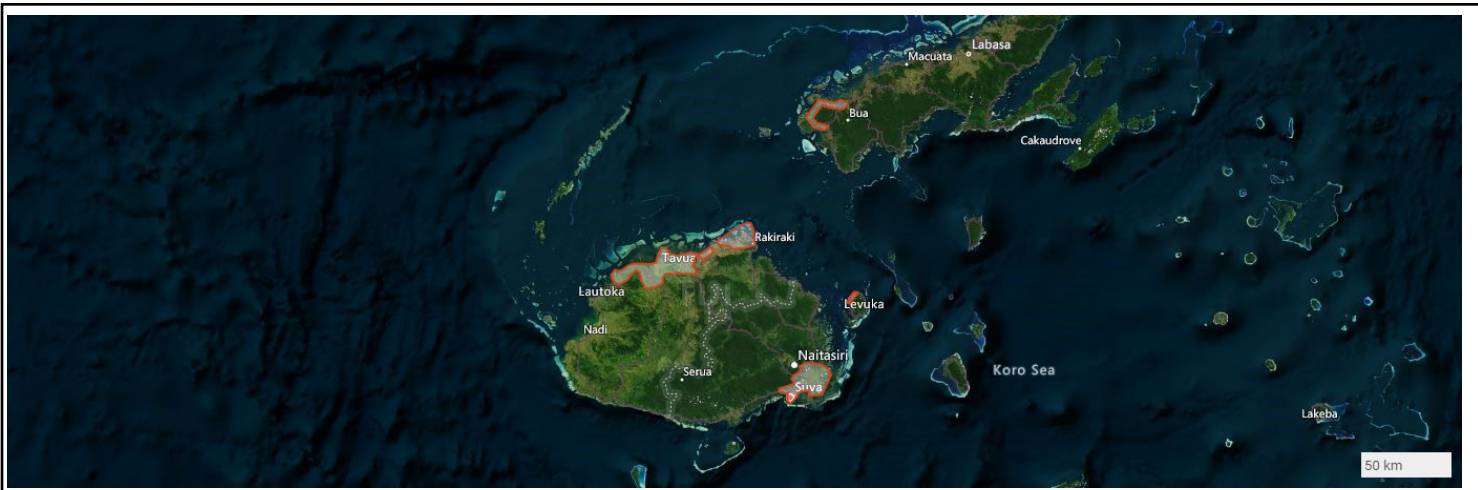 Labasa
Macuata
Bua
Cakaudrove
Rakiraki
Tavua
Lautoka
Levuka
Nadi
Naitasiri
Serua
Koro Sea
Suva
Lakeba
50 km